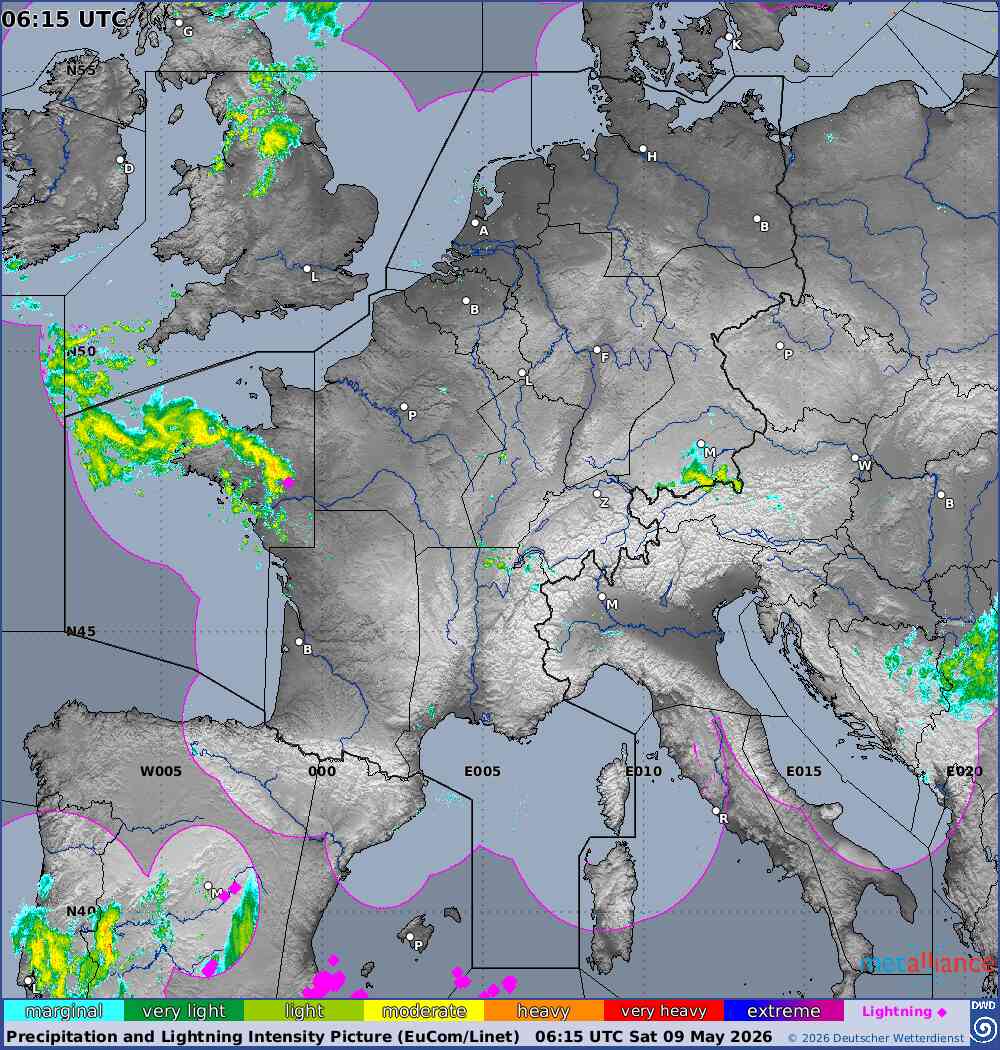 06:15 UTC
G
K
N55
D
H
A
B
L
B
N50
F
P
L
P
M
W
Z
B
M
N45
B
W005
000
E005
E010
E015
E020
R
M
N40
P
L
metalliance
marginal
very light
light
moderate
heavy
very heavy
extreme
Lightning ◆
DWD
Precipitation and Lightning Intensity Picture (EuCom/Linet) 06:15 UTC Sat 09 May 2026 © 2026 Deutscher Wetterdienst